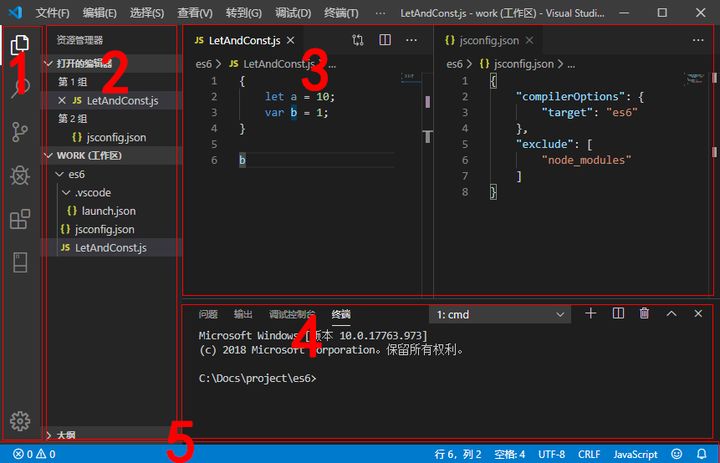 文件(F) 编辑(E) 选择(S) 查看(V) 转到(G) 调试(D) 终端(T) ··· LetAndConst.js - work (工作区) - Visual Studio...
1
资源管理器
2
打开的编辑器
第 1 组
LetAndConst.js
第 2 组
{} jsconfig.json
WORK (工作区)
es6
.vscode
{} launch.json
{} jsconfig.json
JS LetAndConst.js
大纲
3
JS LetAndConst.js
es6 > JS LetAndConst.js > ...
1 {
2 let a = 10;
3 var b = 1;
4 }
5
6 b
{} jsconfig.json
es6 > {} jsconfig.json > ...
1 {
2 "compilerOptions": {
3 "target": "es6"
4 },
5 "exclude": [
6 "node_modules"
7 ]
8 }
4
问题 输出 调试控制台 终端 1: cmd
Microsoft Windows [版本 10.0.17763.973]
(c) 2018 Microsoft Corporation。保留所有权利。
C:\Docs\project\es6>
5
0 0 行 6，列 2 空格: 4 UTF-8 CRLF JavaScript